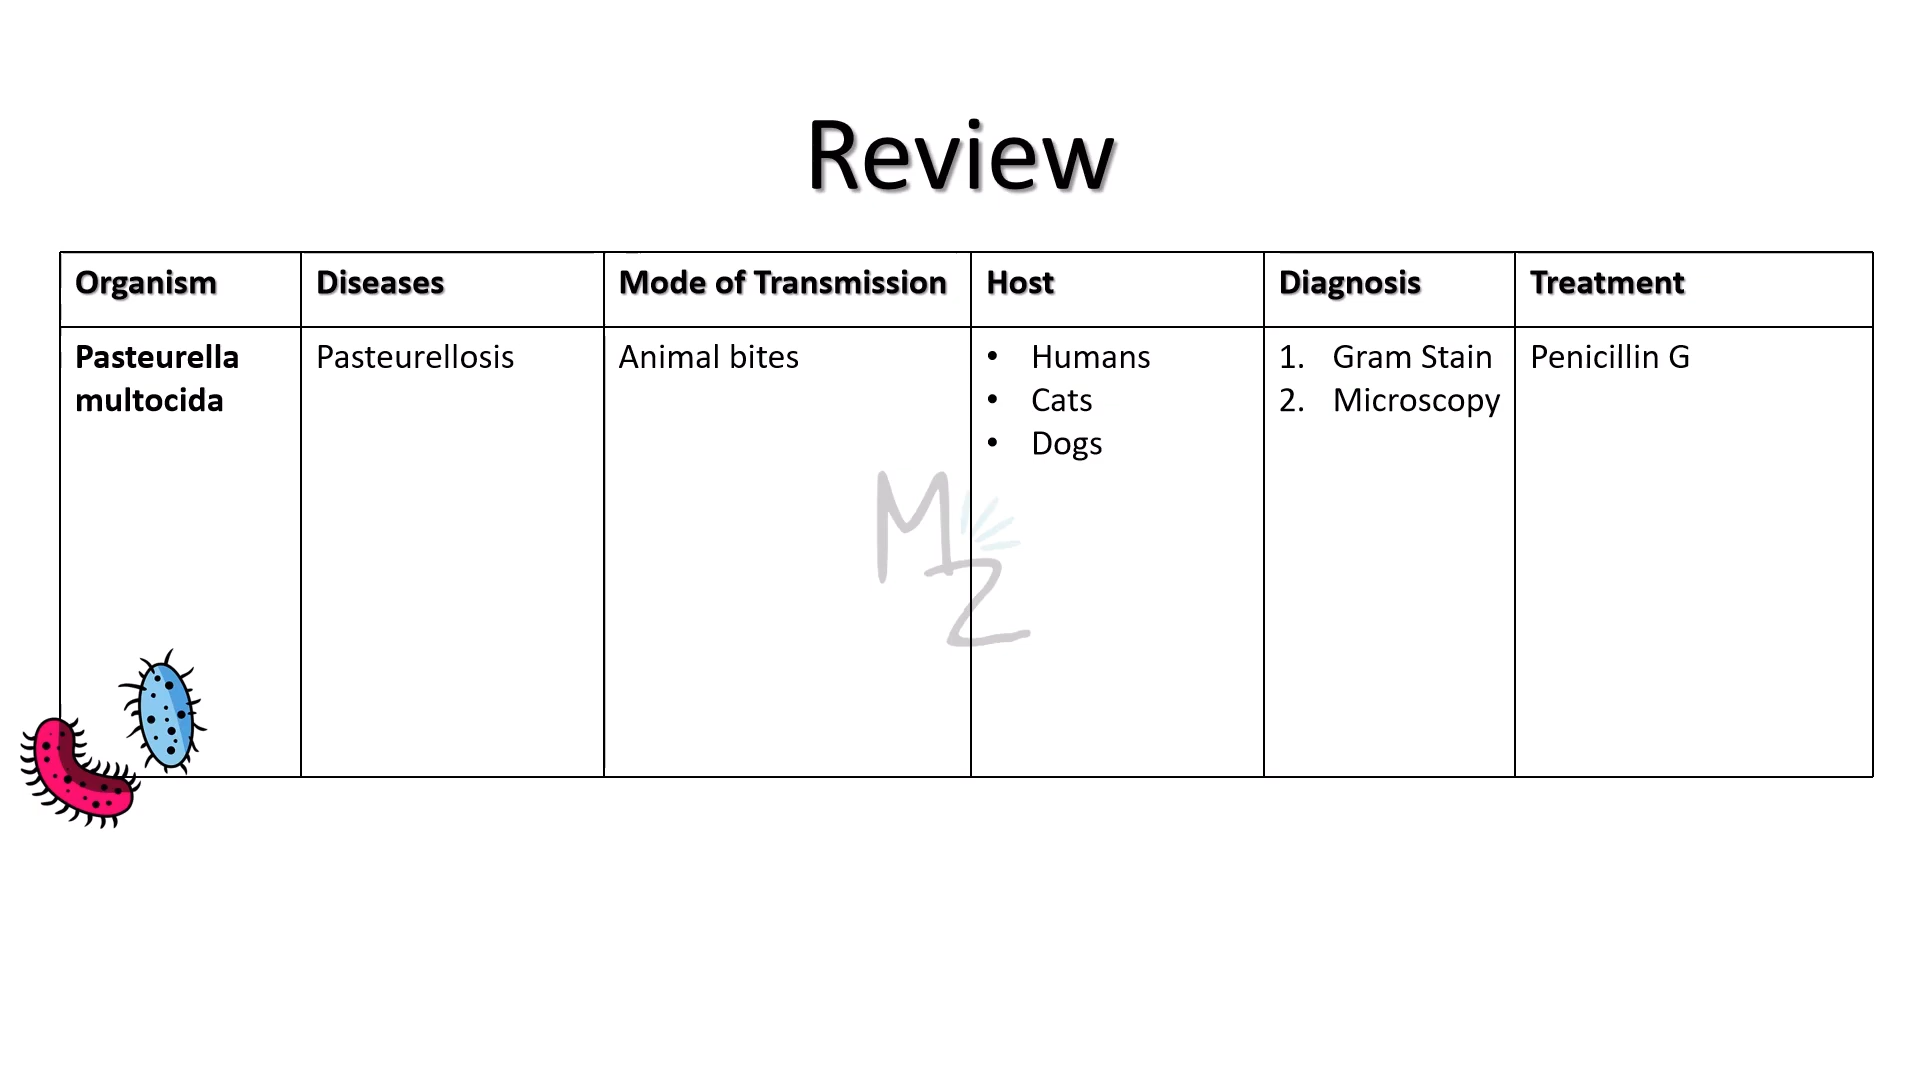 Review
Organism Diseases Mode of Transmission Host Diagnosis Treatment
Pasteurella multocida
Pasteurellosis
Animal bites
• Humans
• Cats
• Dogs
1. Gram Stain
2. Microscopy
Penicillin G
MZ